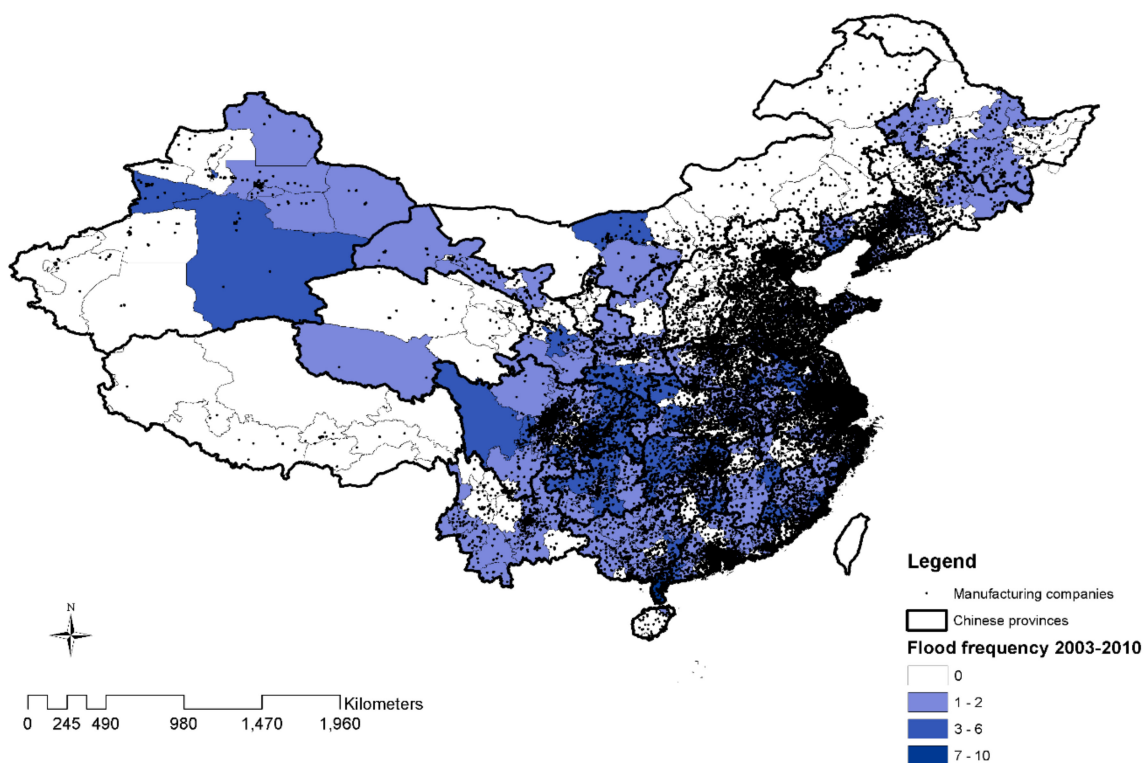 N
Kilometers
0 245 490 980 1,470 1,960
Legend
Manufacturing companies
Chinese provinces
Flood frequency 2003-2010
0
1 - 2
3 - 6
7 - 10